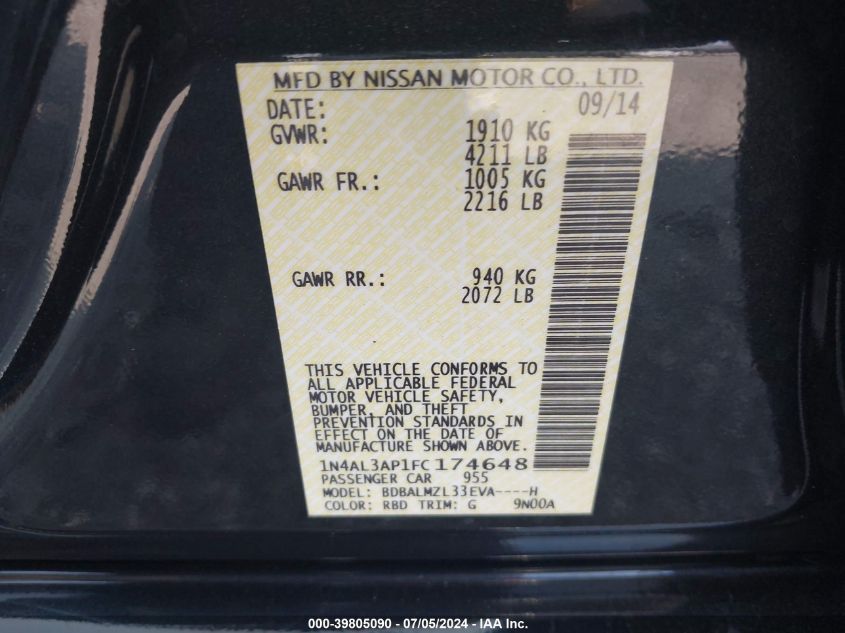 MFD BY NISSAN MOTOR CO., LTD.
DATE: 09/14
GVWR: 1910 KG
4211 LB
GAWR FR.: 1005 KG
2216 LB
GAWR RR.: 940 KG
2072 LB
THIS VEHICLE CONFORMS TO
ALL APPLICABLE FEDERAL
MOTOR VEHICLE SAFETY,
BUMPER, AND THEFT
PREVENTION STANDARDS IN
EFFECT ON THE DATE OF
MANUFACTURE SHOWN ABOVE.
1N4AL3AP1FC174648
PASSENGER CAR 955
MODEL: BDBALMZL33EVA----H
COLOR: RBD TRIM: G 9N00A
000-39805090 - 07/05/2024 - IAA Inc.